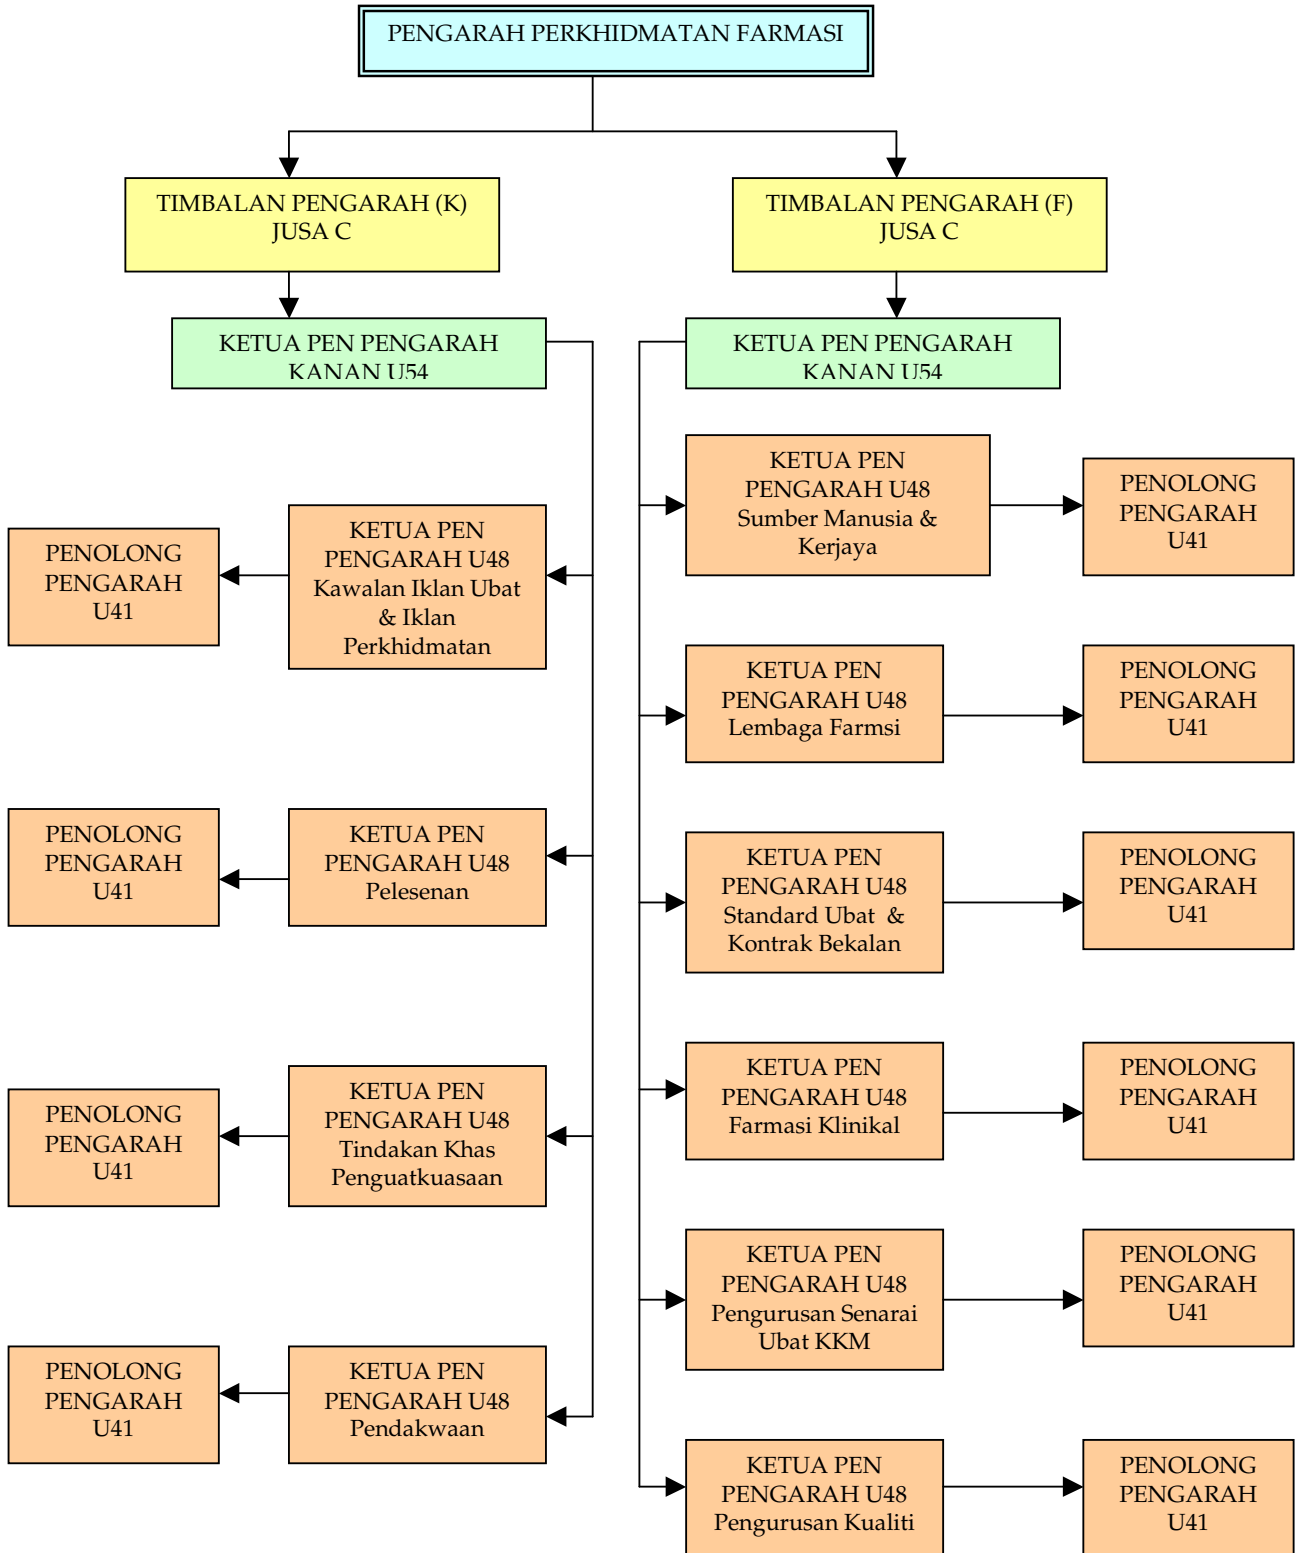 PENGARAH PERKHIDMATAN FARMASI
TIMBALAN PENGARAH (K)
JUSA C
TIMBALAN PENGARAH (F)
JUSA C
KETUA PEN PENGARAH
KANAN U54
KETUA PEN PENGARAH
KANAN U54
KETUA PEN
PENGARAH U48
Kawalan Iklan Ubat
& Iklan
Perkhidmatan
PENOLONG
PENGARAH
U41
KETUA PEN
PENGARAH U48
Pelesenan
PENOLONG
PENGARAH
U41
KETUA PEN
PENGARAH U48
Tindakan Khas
Penguatkuasaan
PENOLONG
PENGARAH
U41
KETUA PEN
PENGARAH U48
Pendakwaan
PENOLONG
PENGARAH
U41
KETUA PEN
PENGARAH U48
Sumber Manusia &
Kerjaya
PENOLONG
PENGARAH
U41
KETUA PEN
PENGARAH U48
Lembaga Farmsi
PENOLONG
PENGARAH
U41
KETUA PEN
PENGARAH U48
Standard Ubat &
Kontrak Bekalan
PENOLONG
PENGARAH
U41
KETUA PEN
PENGARAH U48
Farmasi Klinikal
PENOLONG
PENGARAH
U41
KETUA PEN
PENGARAH U48
Pengurusan Senarai
Ubat KKM
PENOLONG
PENGARAH
U41
KETUA PEN
PENGARAH U48
Pengurusan Kualiti
PENOLONG
PENGARAH
U41